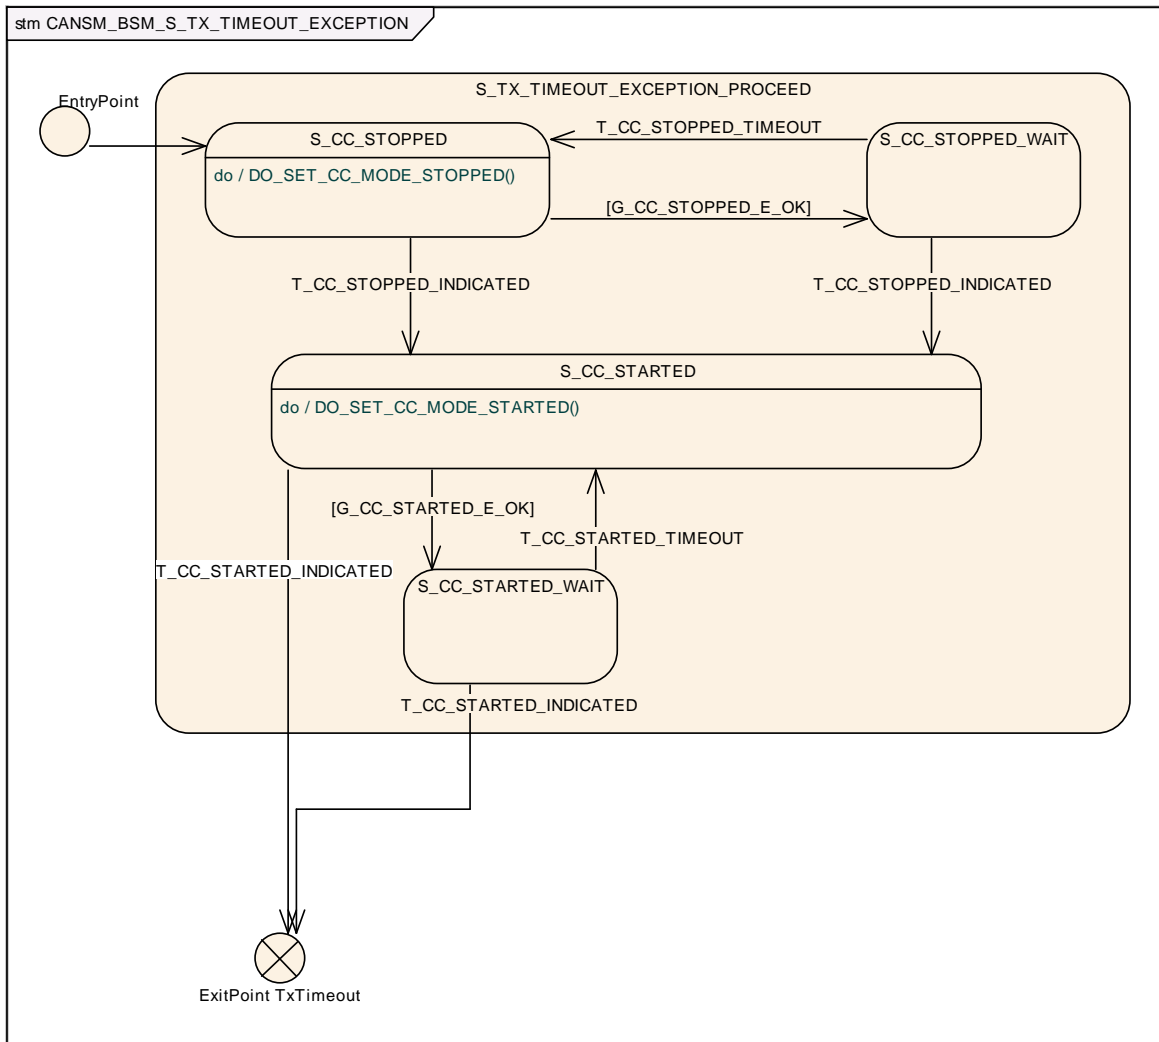 stm CANSM_BSM_S_TX_TIMEOUT_EXCEPTION
S_TX_TIMEOUT_EXCEPTION_PROCEED
EntryPoint
T_CC_STOPPED_TIMEOUT
S_CC_STOPPED
S_CC_STOPPED_WAIT
do / DO_SET_CC_MODE_STOPPED()
[G_CC_STOPPED_E_OK]
T_CC_STOPPED_INDICATED
T_CC_STOPPED_INDICATED
S_CC_STARTED
do / DO_SET_CC_MODE_STARTED()
[G_CC_STARTED_E_OK]
T_CC_STARTED_TIMEOUT
T_CC_STARTED_INDICATED
S_CC_STARTED_WAIT
T_CC_STARTED_INDICATED
ExitPoint TxTimeout